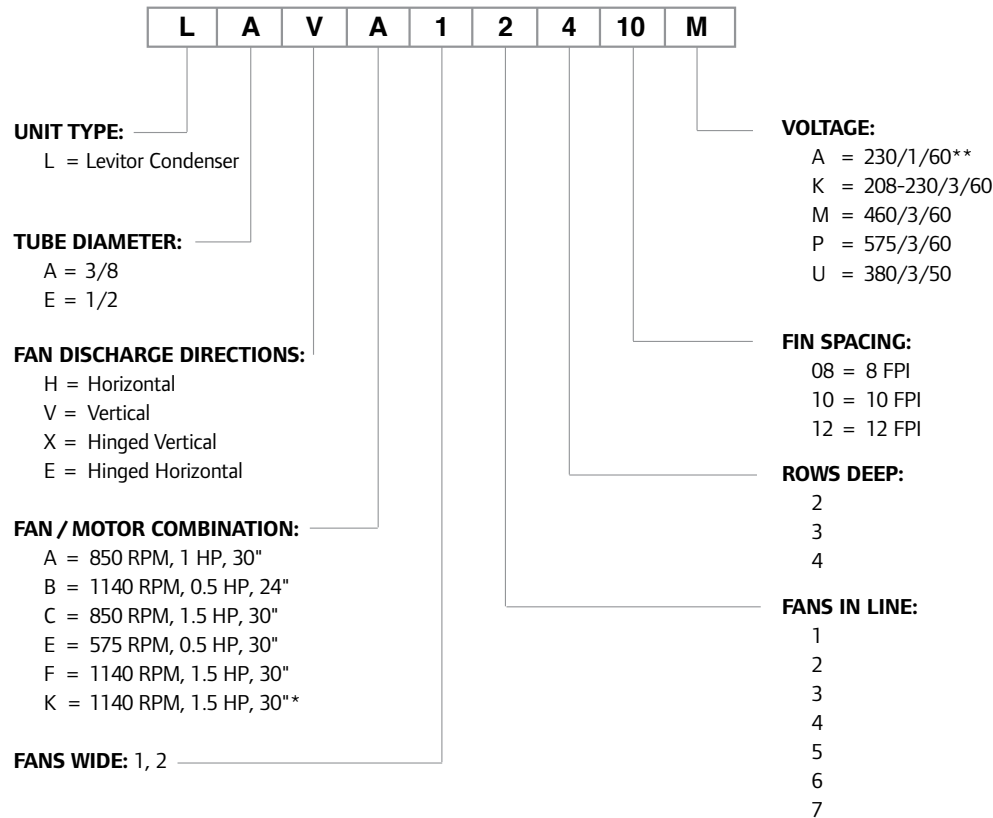 L A V A 1 2 4 10 M
UNIT TYPE:
L = Levitor Condenser
TUBE DIAMETER:
A = 3/8
E = 1/2
FAN DISCHARGE DIRECTIONS:
H = Horizontal
V = Vertical
X = Hinged Vertical
E = Hinged Horizontal
FAN / MOTOR COMBINATION:
A = 850 RPM, 1 HP, 30"
B = 1140 RPM, 0.5 HP, 24"
C = 850 RPM, 1.5 HP, 30"
E = 575 RPM, 0.5 HP, 30"
F = 1140 RPM, 1.5 HP, 30"
K = 1140 RPM, 1.5 HP, 30"*
FANS WIDE: 1, 2
VOLTAGE:
A = 230/1/60**
K = 208-230/3/60
M = 460/3/60
P = 575/3/60
U = 380/3/50
FIN SPACING:
08 = 8 FPI
10 = 10 FPI
12 = 12 FPI
ROWS DEEP:
2
3
4
FANS IN LINE:
1
2
3
4
5
6
7